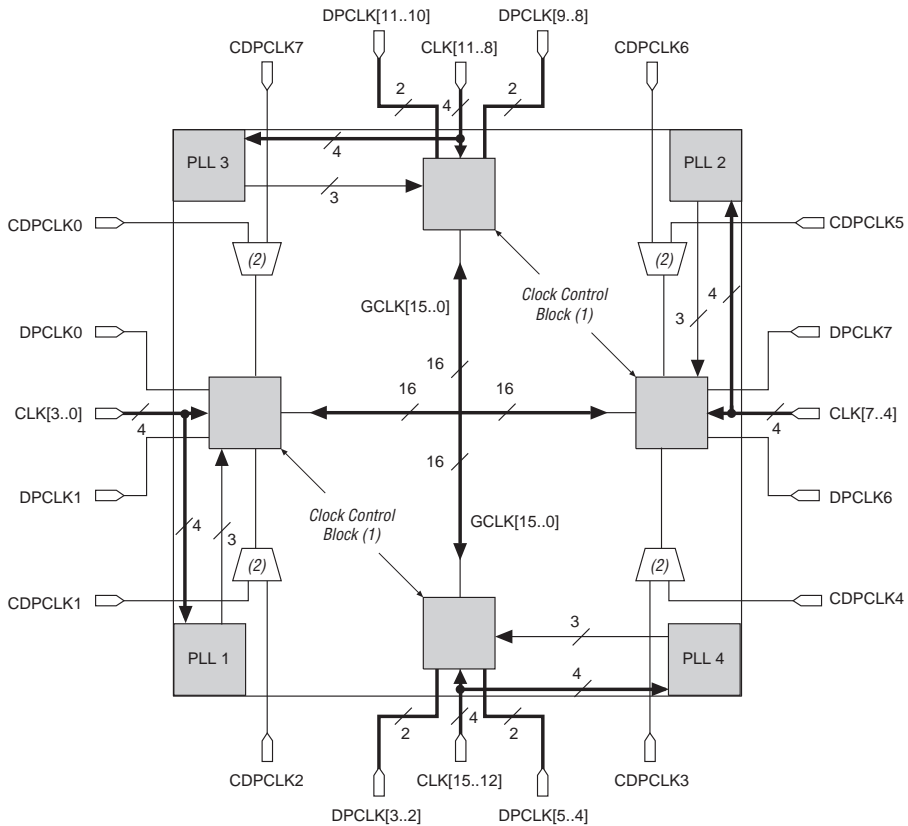 DPCLK[11..10]
DPCLK[9..8]
CDPCLK7
CLK[11..8]
CDPCLK6
2
4
2
4
PLL 3
PLL 2
3
CDPCLK0
CDPCLK5
(2)
(2)
Clock Control
Block (1)
GCLK[15..0]
4
3
DPCLK0
DPCLK7
16
16
16
CLK[3..0]
CLK[7..4]
4
4
16
DPCLK1
DPCLK6
Clock Control
Block (1)
GCLK[15..0]
4
3
(2)
(2)
CDPCLK1
CDPCLK4
3
PLL 1
PLL 4
4
2
4
2
CDPCLK2
CLK[15..12]
CDPCLK3
DPCLK[3..2]
DPCLK[5..4]